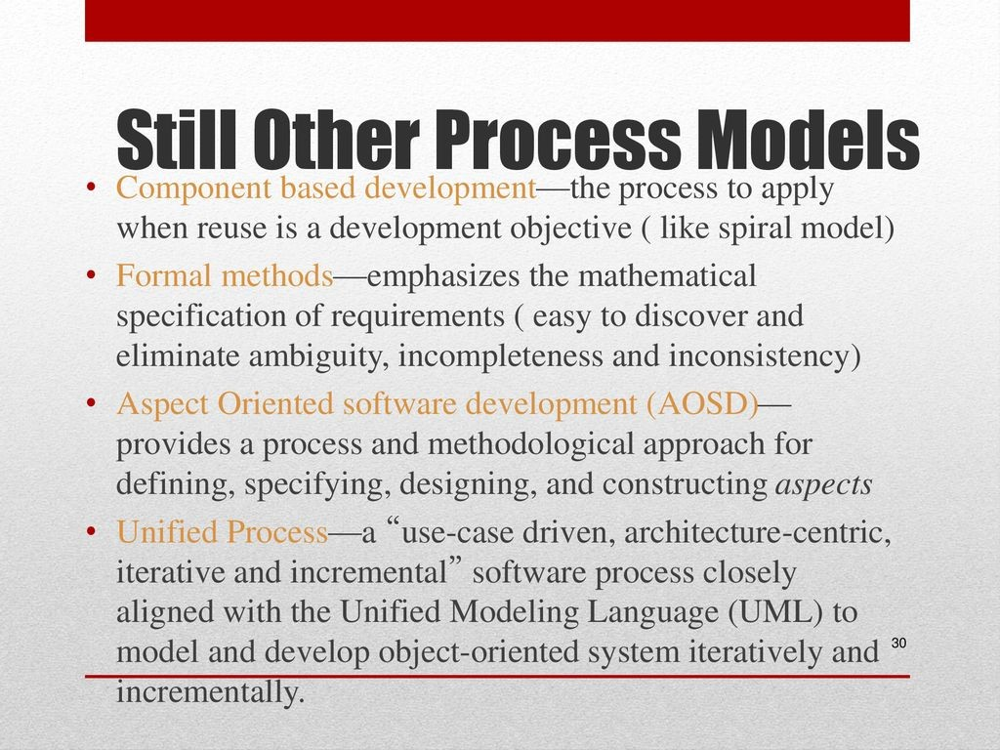 Still Other Process Models
• Component based development—the process to apply
when reuse is a development objective ( like spiral model)
• Formal methods—emphasizes the mathematical
specification of requirements ( easy to discover and
eliminate ambiguity, incompleteness and inconsistency)
• Aspect Oriented software development (AOSD)—
provides a process and methodological approach for
defining, specifying, designing, and constructing aspects
• Unified Process—a “use-case driven, architecture-centric,
iterative and incremental” software process closely
aligned with the Unified Modeling Language (UML) to
model and develop object-oriented system iteratively and
incrementally.
30